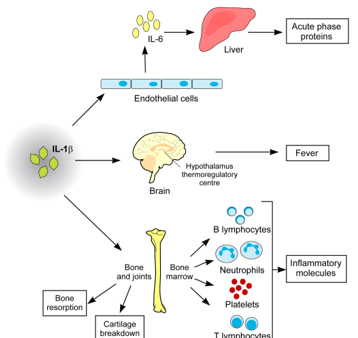 IL-6
Liver
Acute phase
proteins
Endothelial cells
IL-1β
Hypothalamus
thermoregulatory
centre
Brain
Fever
B lymphocytes
Bone
and joints
Bone
marrow
Neutrophils
Inflammatory
molecules
Bone
resorption
Platelets
Cartilage
breakdown
T lymphocytes